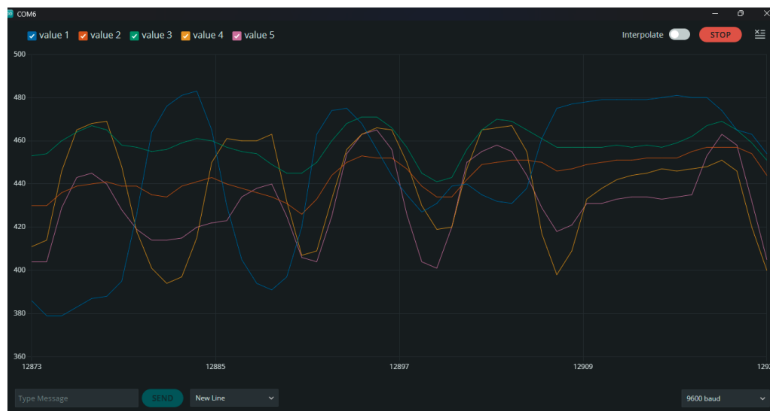 COM6
value 1 value 2 value 3 value 4 value 5 Interpolate STOP
500
480
460
440
420
400
380
360
12873 12885 12897 12909
Type Message SEND New Line 9600 baud